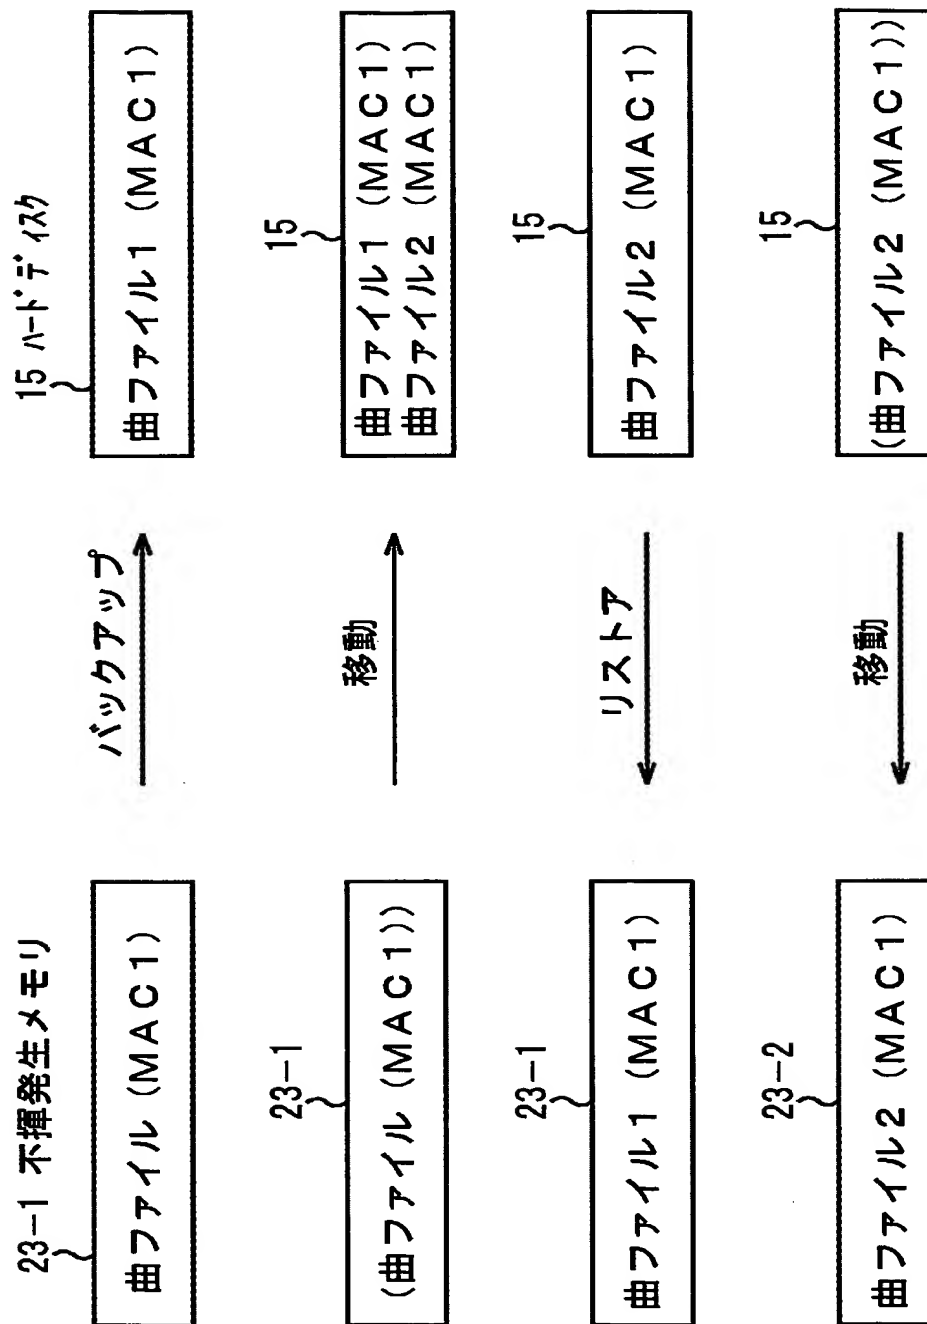 23-1 不揮発生メモリ
15 ハードディスク
バックアップ
曲ファイル (MAC1)
曲ファイル1 (MAC1)
23-1
15
移動
(曲ファイル (MAC1))
曲ファイル1 (MAC1)
曲ファイル2 (MAC1)
23-1
15
リストア
曲ファイル1 (MAC1)
曲ファイル2 (MAC1)
23-2
15
移動
曲ファイル2 (MAC1)
(曲ファイル2 (MAC1))